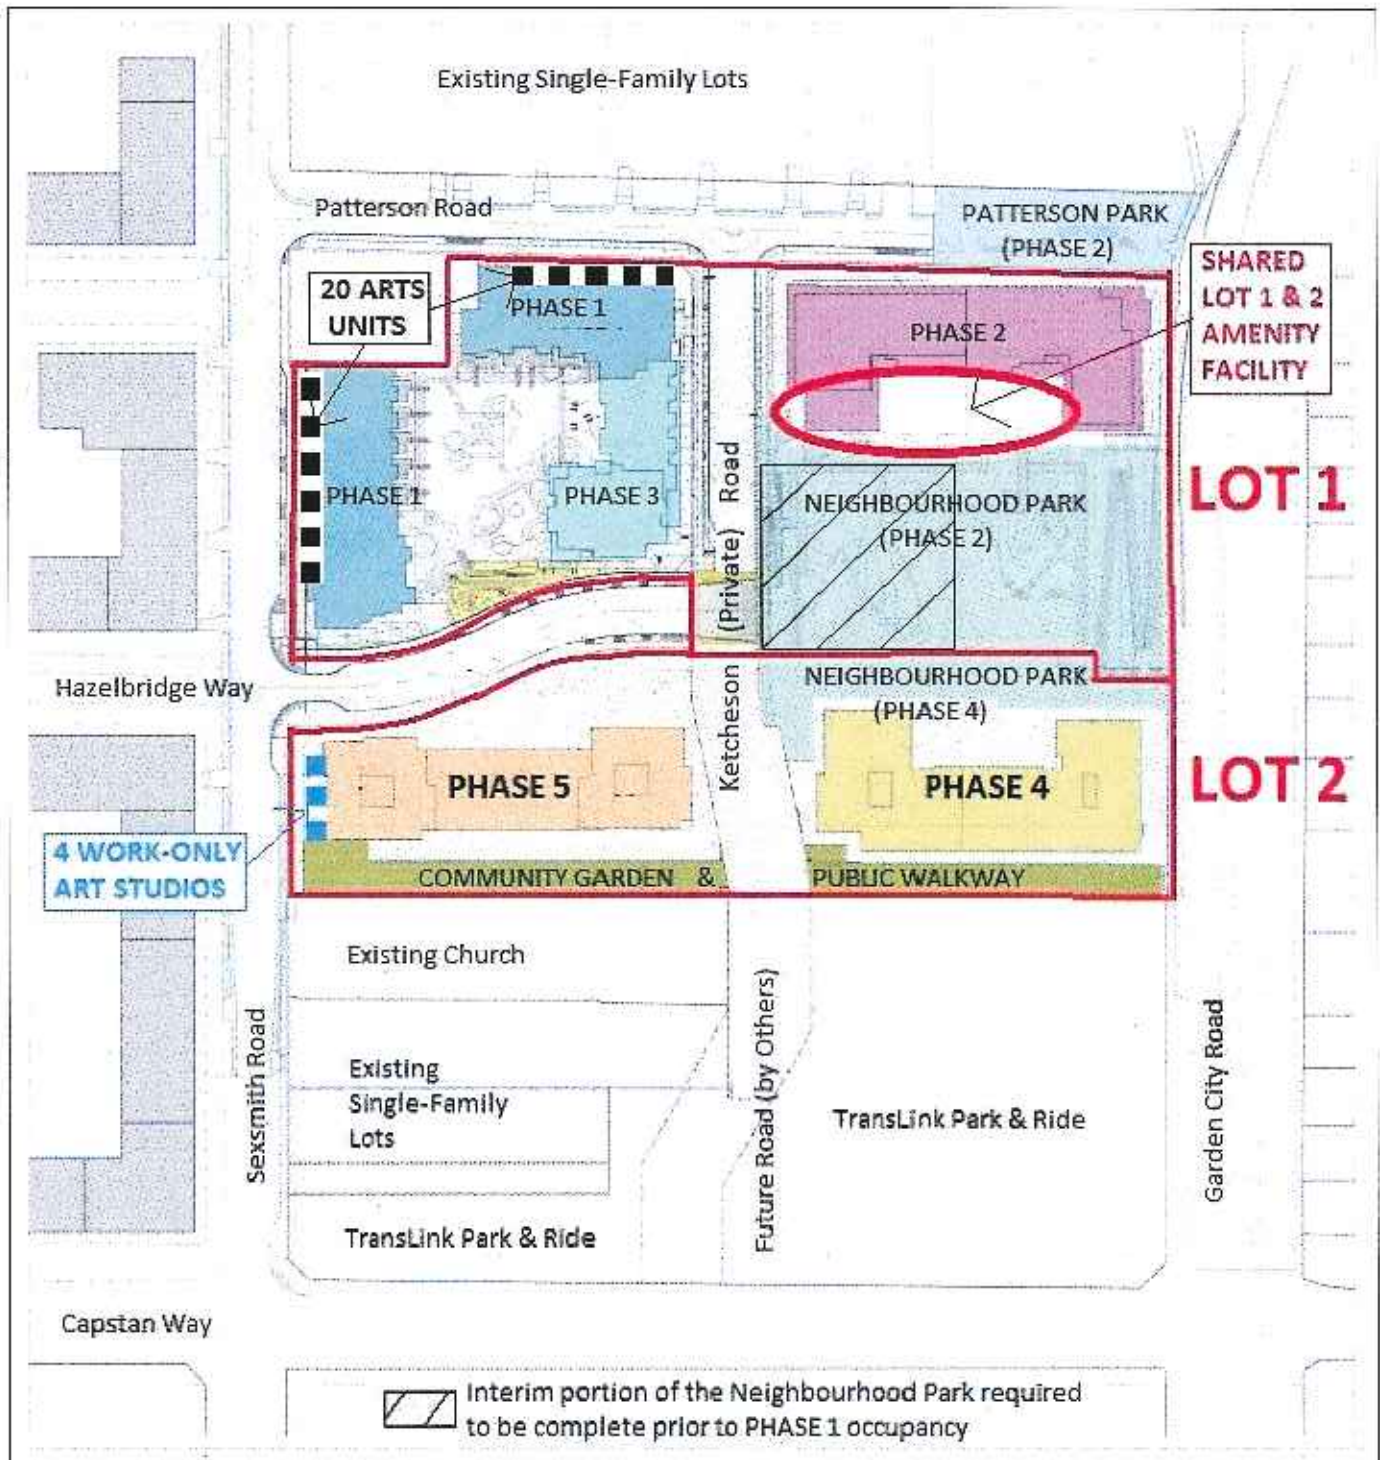 Existing Single-Family Lots
Patterson Road
PATTERSON PARK
(PHASE 2)
SHARED
LOT 1 & 2
AMENITY
FACILITY
20 ARTS
UNITS
PHASE 1
PHASE 2
PHASE 1
PHASE 3
Ketcheson (Private) Road
NEIGHBOURHOOD PARK
(PHASE 2)
LOT 1
Hazelbridge Way
NEIGHBOURHOOD PARK
(PHASE 4)
PHASE 5
PHASE 4
LOT 2
4 WORK-ONLY
ART STUDIOS
COMMUNITY GARDEN & PUBLIC WALKWAY
Existing Church
Sexsmith Road
Existing
Single-Family
Lots
Future Road (by Others)
TransLink Park & Ride
Garden City Road
TransLink Park & Ride
Capstan Way
Interim portion of the Neighbourhood Park required
to be complete prior to PHASE 1 occupancy